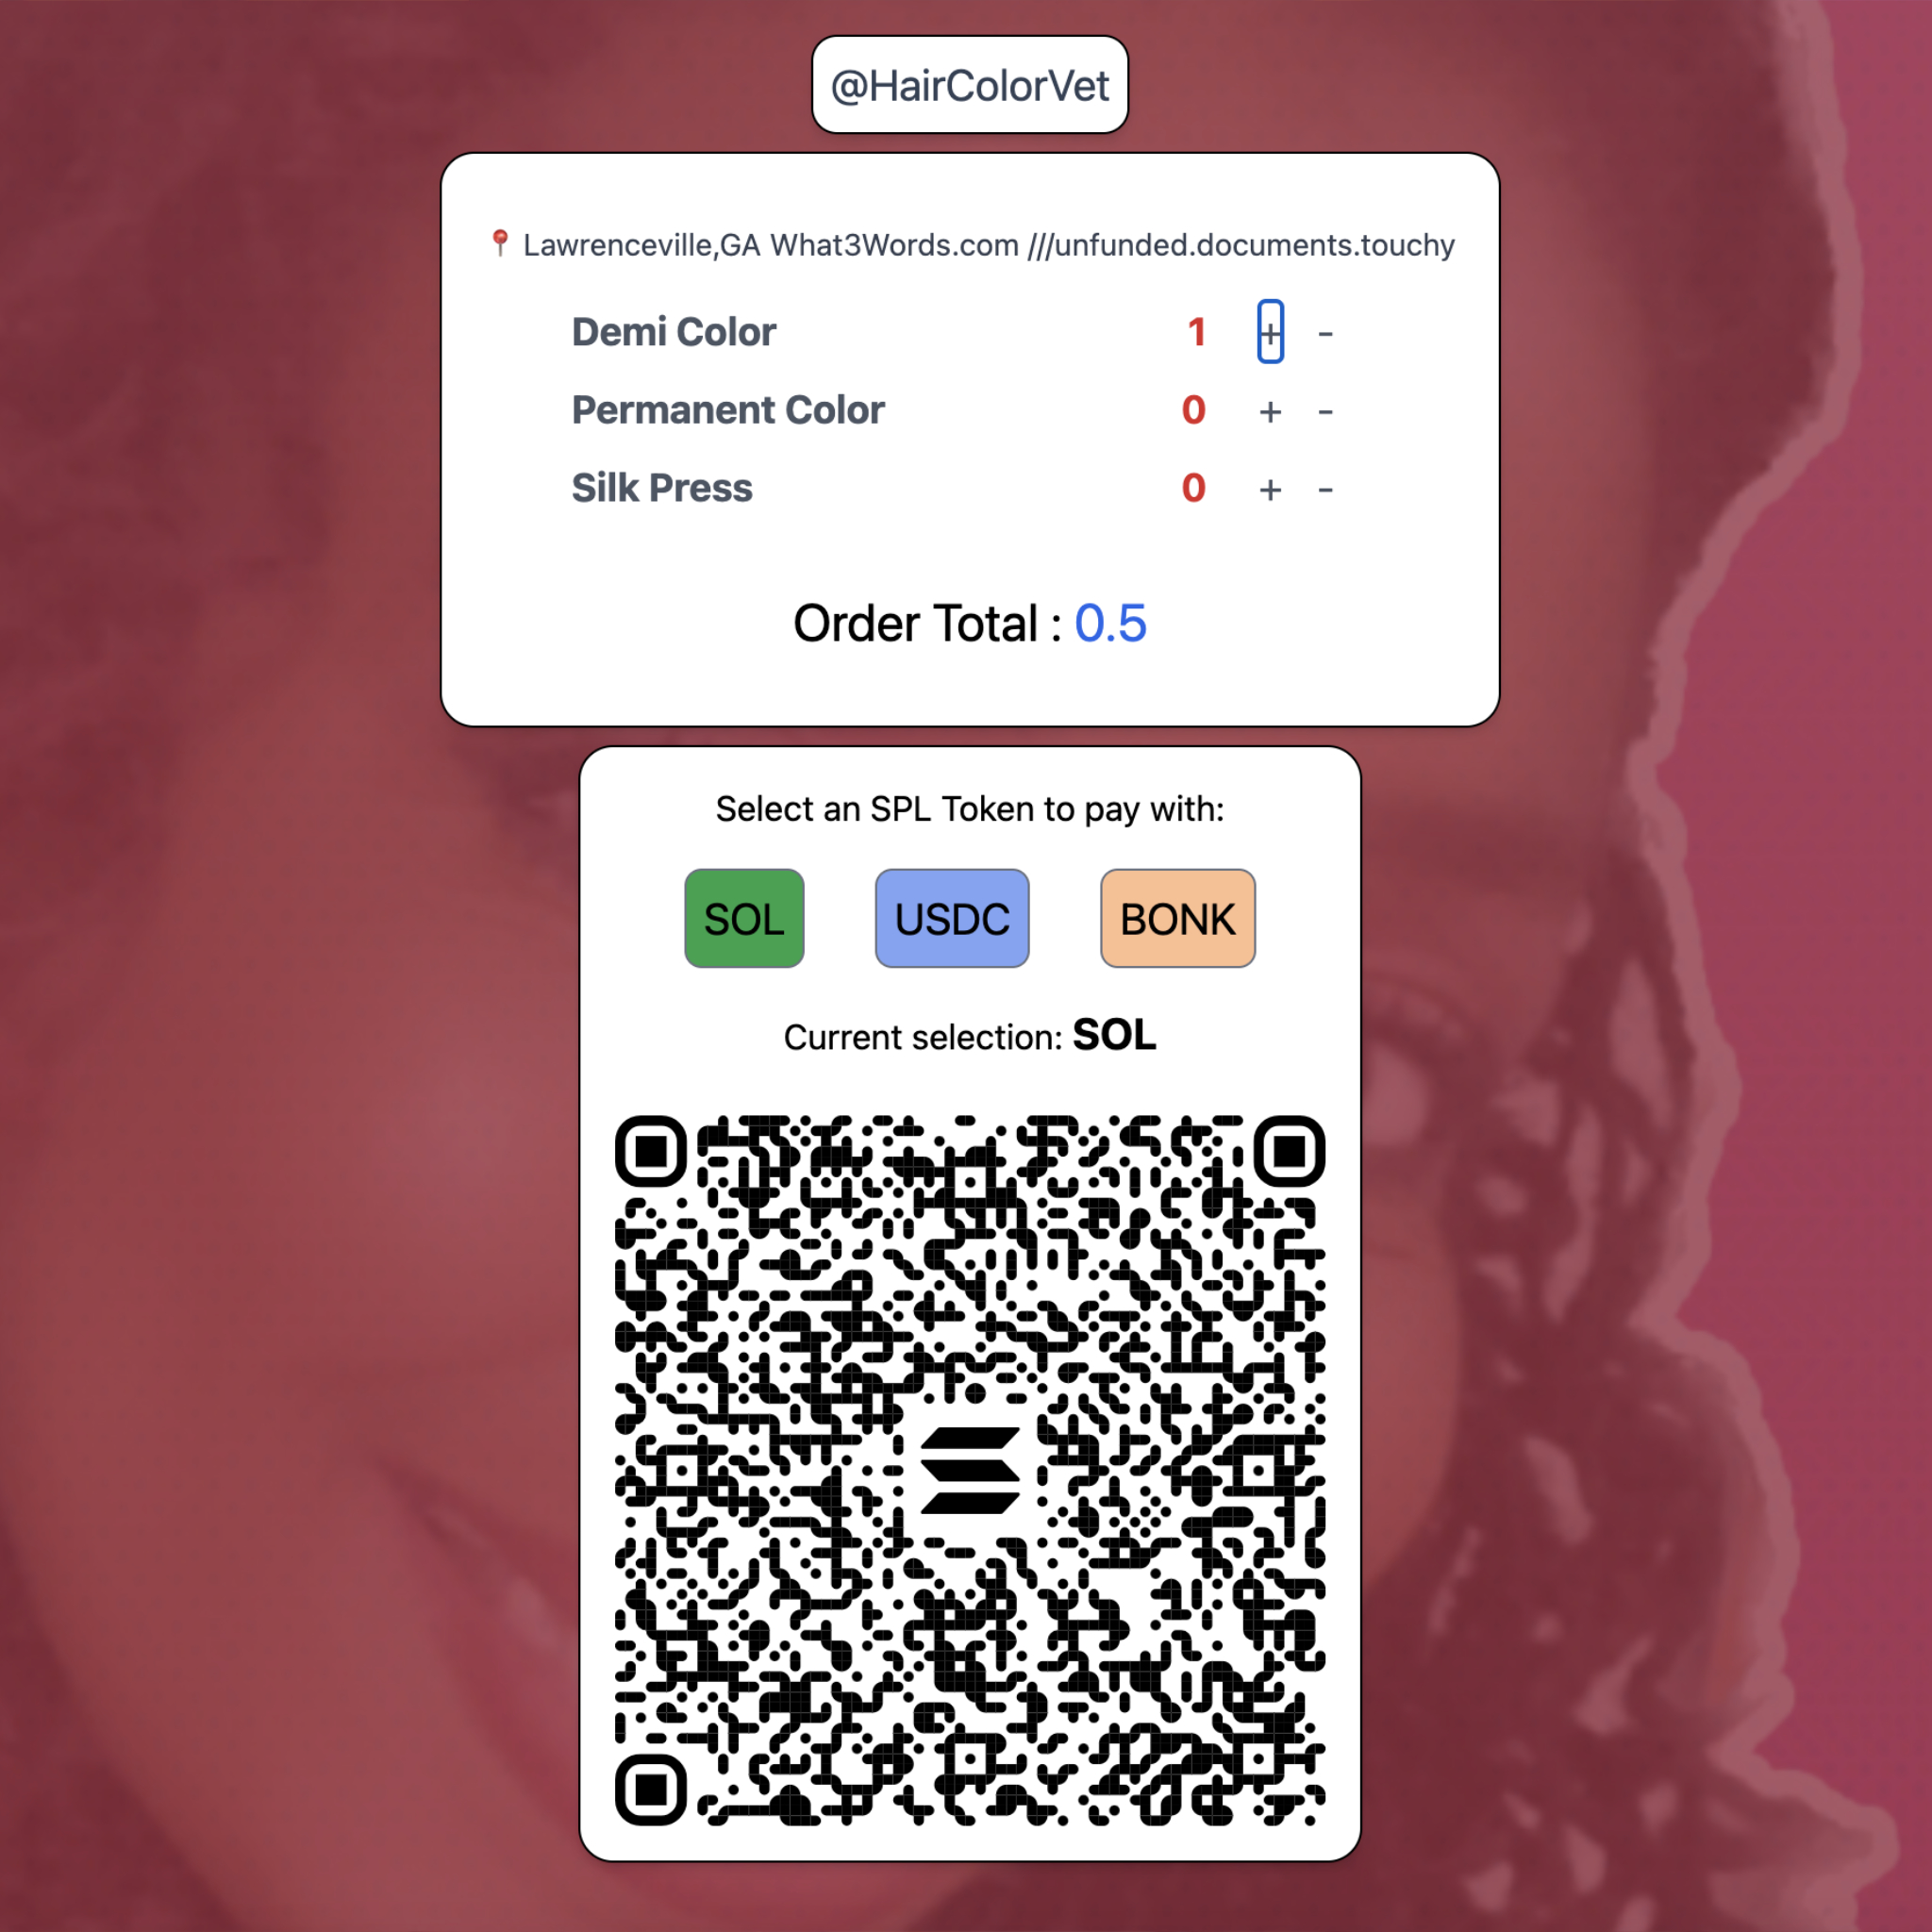 @HairColorVet
📍 Lawrenceville,GA What3Words.com ///unfunded.documents.touchy
Demi Color 1 + -
Permanent Color 0 + -
Silk Press 0 + -
Order Total : 0.5
Select an SPL Token to pay with:
SOL USDC BONK
Current selection: SOL